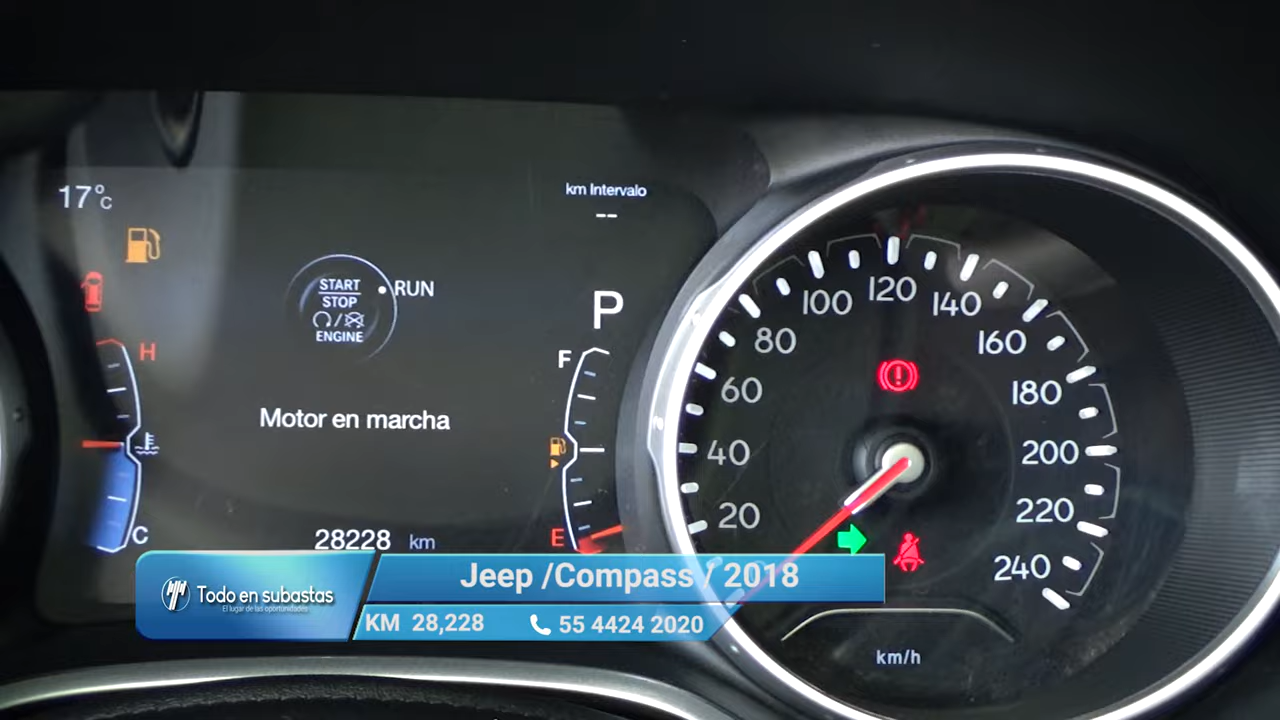 17°C
km Intervalo
--
START
STOP
ENGINE
RUN
P
H
C
F
E
Motor en marcha
28228 km
20
40
60
80
100
120
140
160
180
200
220
240
km/h
Jeep /Compass / 2018
Todo en subastas
El lugar de las oportunidades
KM 28,228
55 4424 2020